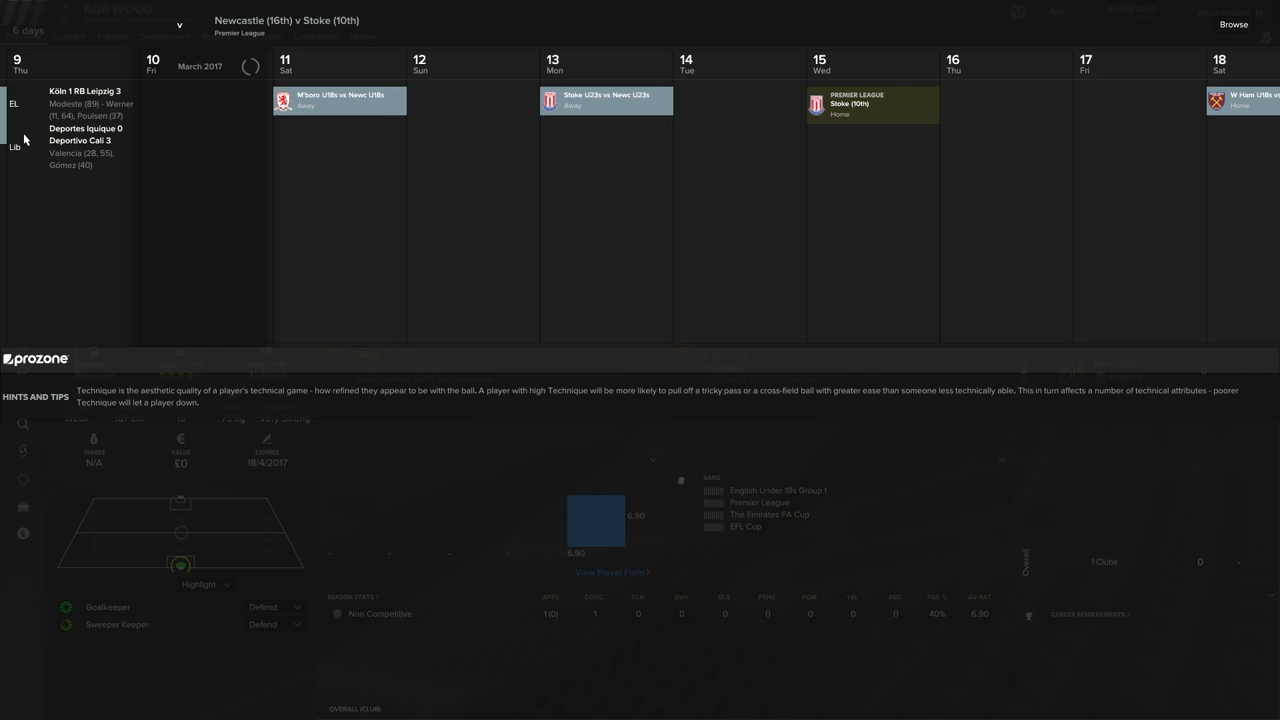 BOB WOOD
6 days
v
Newcastle (16th) v Stoke (10th)
Premier League
Browse
9
Thu
10
Fri
March 2017
11
Sat
12
Sun
13
Mon
14
Tue
15
Wed
16
Thu
17
Fri
18
Sat
EL
Köln 1 RB Leipzig 3
Modeste (89) - Werner
(11, 64), Poulsen (37)
Lib
Deportes Iquique 0
Deportivo Cali 3
Valencia (28, 55),
Gómez (40)
M'boro U18s vs Newc U18s
Away
Stoke U23s vs Newc U23s
Away
PREMIER LEAGUE
Stoke (10th)
Home
W Ham U18s vs
Home
prozone
HINTS AND TIPS
Technique is the aesthetic quality of a player's technical game - how refined they appear to be with the ball. A player with high Technique will be more likely to pull off a tricky pass or a cross-field ball with greater ease than someone less technically able. This in turn affects a number of technical attributes - poorer
Technique will let a player down.
WAGES
N/A
VALUE
£0
EXPIRES
18/4/2017
Highlight
Goalkeeper
Defend
Sweeper Keeper
Defend
6.90
6.90
View Player Form >
BANS
English Under 18s Group 1
Premier League
The Emirates FA Cup
EFL Cup
Overall
1 Clubs
0
-
SEASON STATS >
APPS CONC CLN SVH GLS PENS POM YEL RED PAS % AV RAT
Non Competitive
1 (0) 1 0 0 0 0 0 0 0 40% 6.90
CAREER ACHIEVEMENTS >
OVERALL (CLUB)